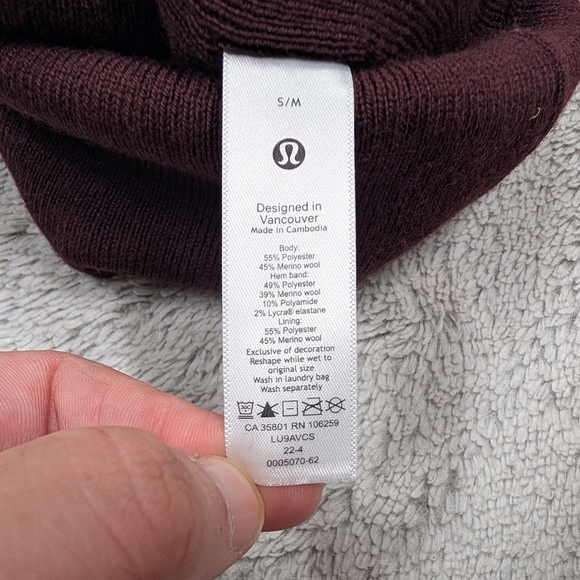 S/M
Designed in
Vancouver
Made in Cambodia
Body:
55% Polyester
45% Merino wool
Hem band:
49% Polyester
39% Merino wool
10% Polyamide
2% Lycra® elastane
Lining:
55% Polyester
45% Merino wool
Exclusive of decoration
Reshape while wet to
original size
Wash in laundry bag
Wash separately
CA 35801 RN 106259
LU9AVCS
22-4
0005070-62